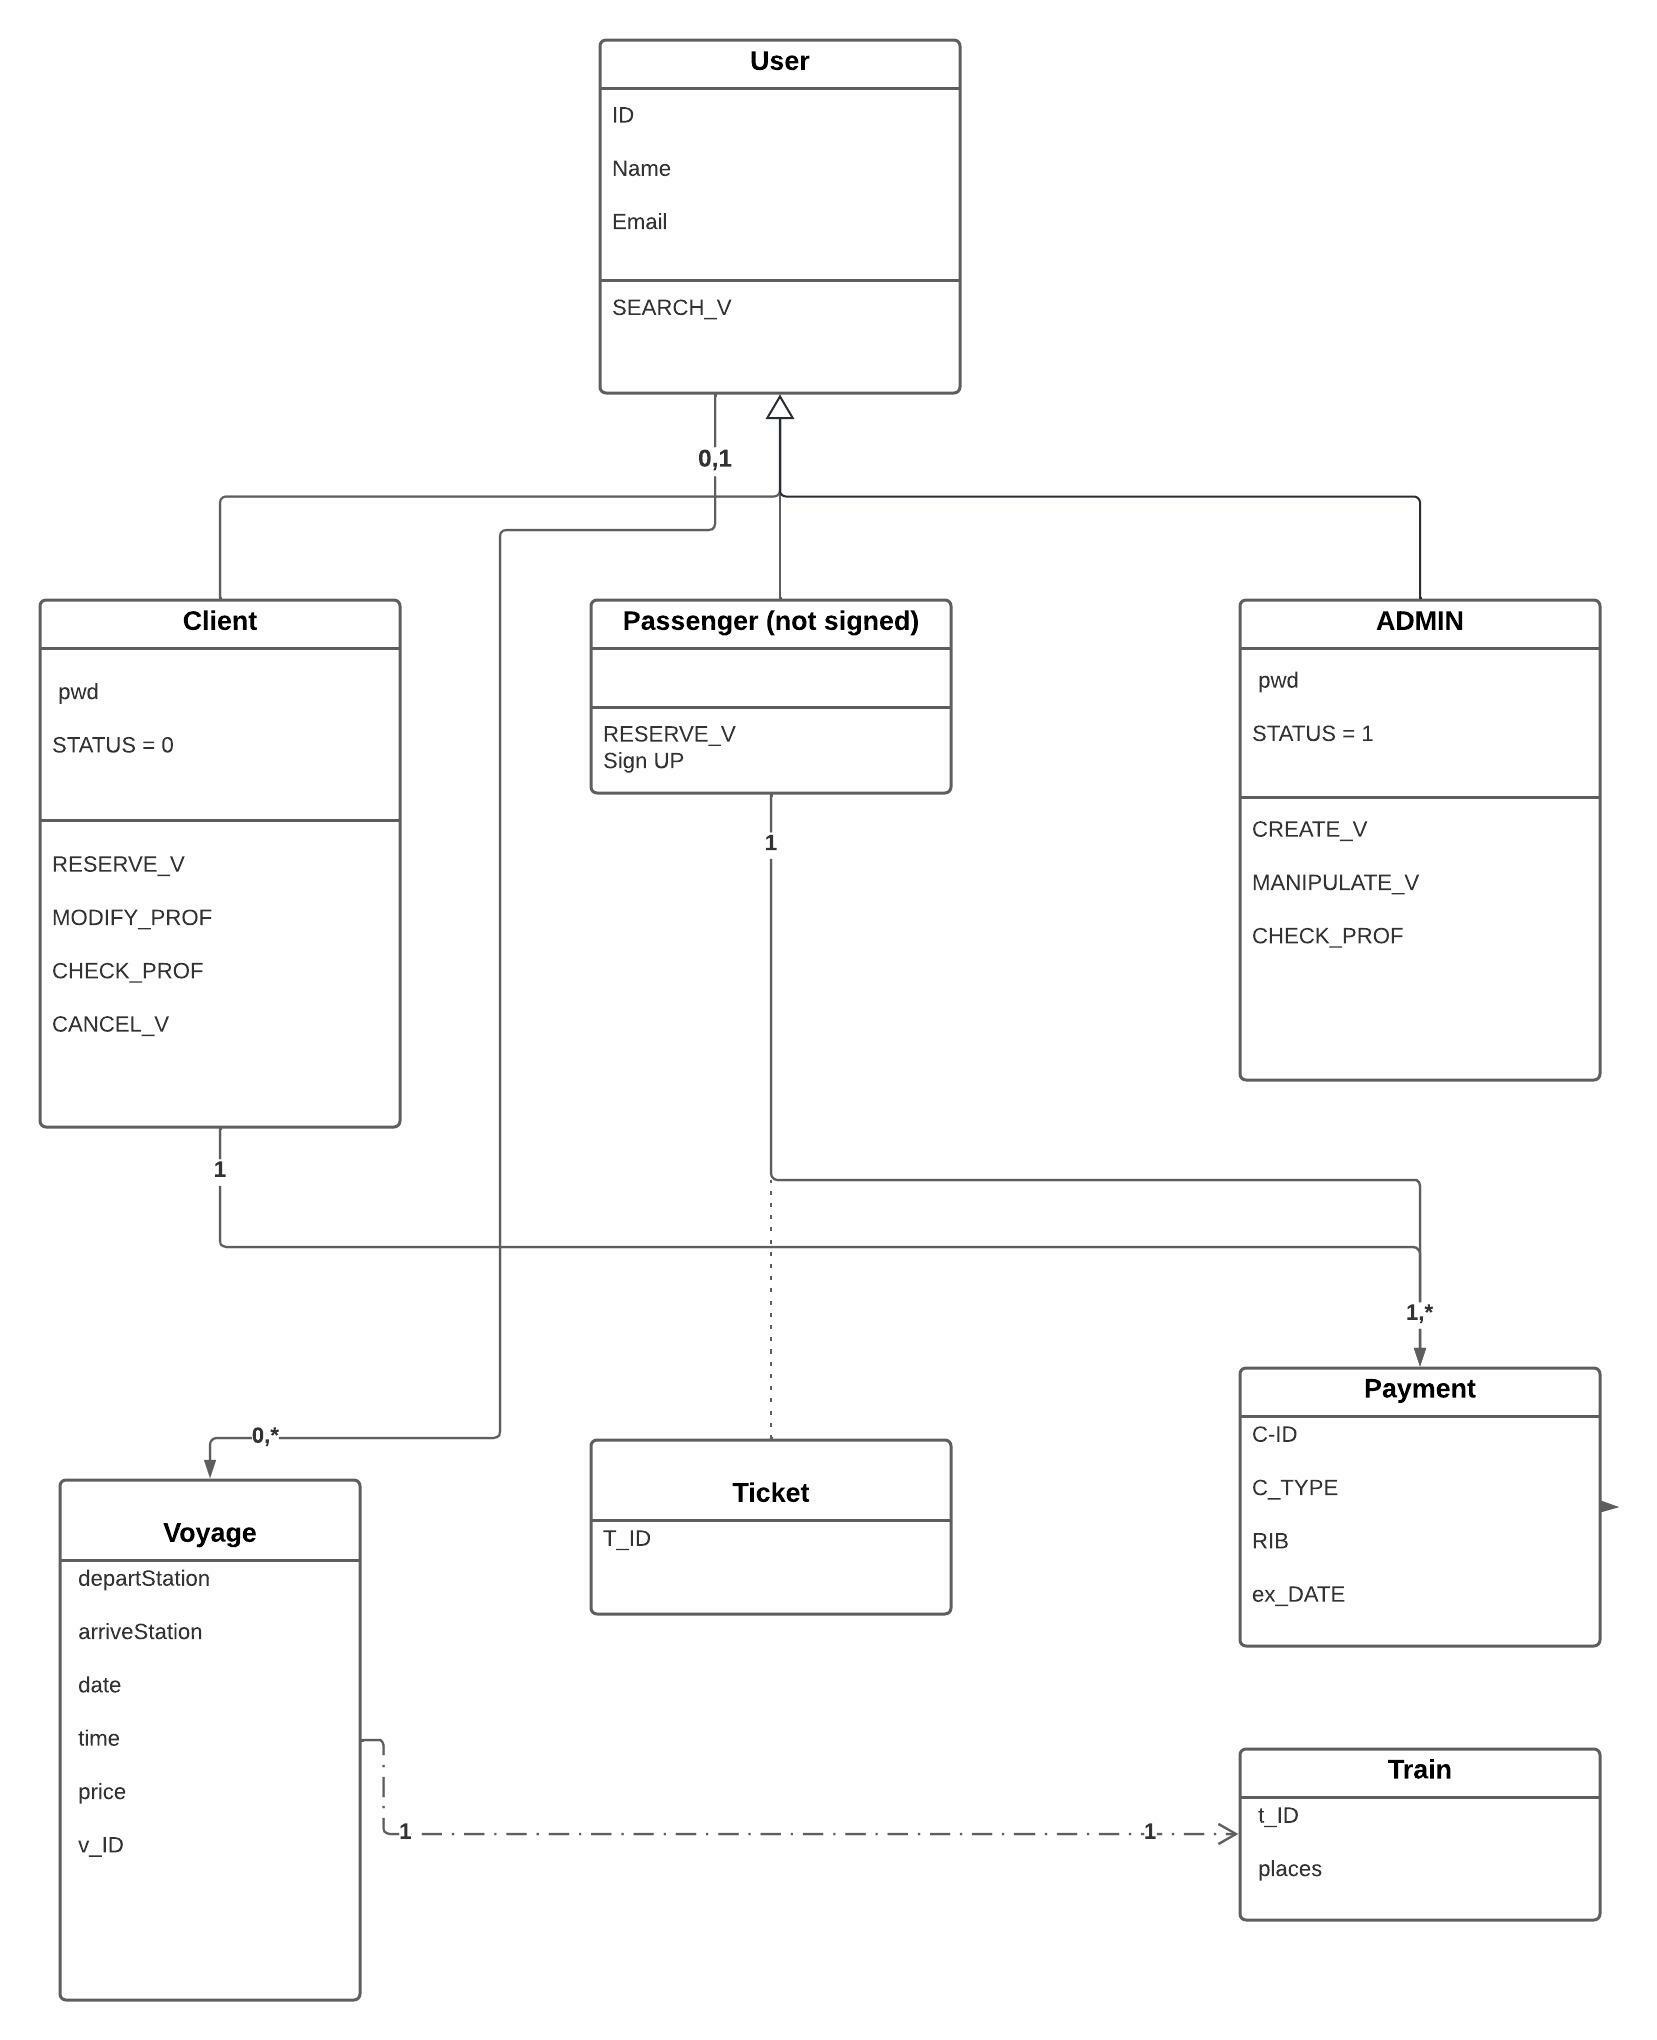 User
ID
Name
Email
SEARCH_V
0,1
Client
pwd
STATUS = 0
RESERVE_V
MODIFY_PROF
CHECK_PROF
CANCEL_V
1
Passenger (not signed)
RESERVE_V
Sign UP
1
ADMIN
pwd
STATUS = 1
CREATE_V
MANIPULATE_V
CHECK_PROF
1,*
0,*
Voyage
departStation
arriveStation
date
time
price
v_ID
Ticket
T_ID
Payment
C-ID
C_TYPE
RIB
ex_DATE
1
1
Train
t_ID
places